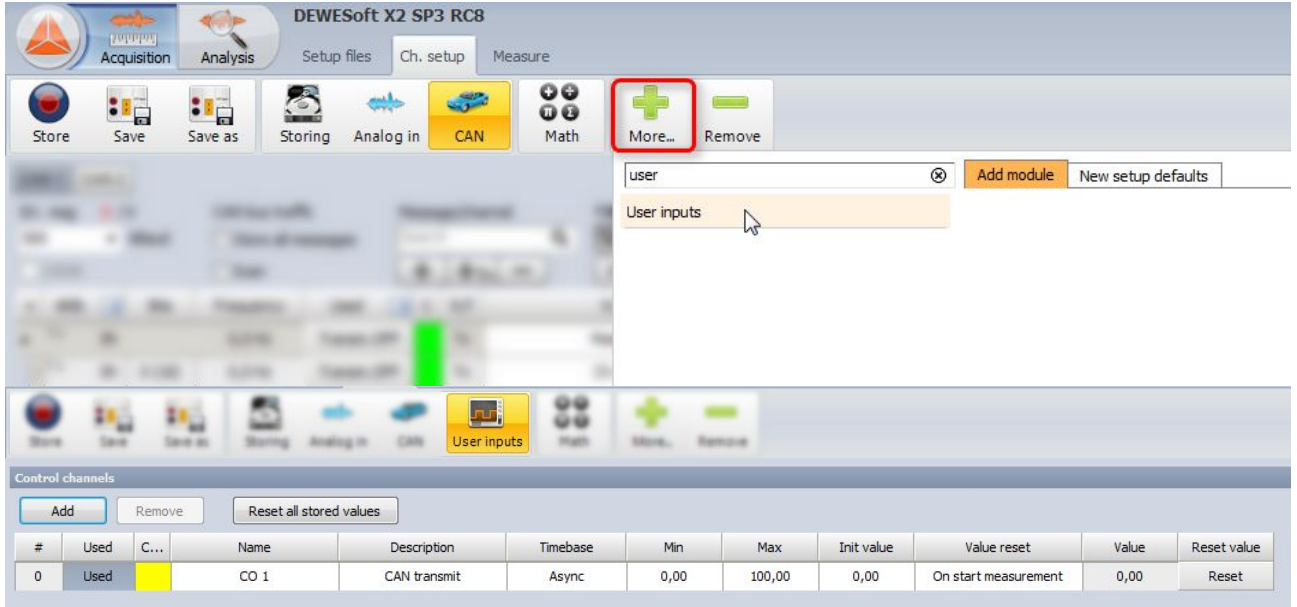 DEWESoft X2 SP3 RC8
Acquisition Analysis Setup files Ch. setup Measure
Store Save Save as Storing Analog in CAN Math More... Remove
user Add module New setup defaults
User inputs
Store Save Save as Storing Analog in CAN User inputs Math More... Remove
Control channels
Add Remove Reset all stored values
# Used C... Name Description Timebase Min Max Init value Value reset Value Reset value
0 Used CO 1 CAN transmit Async 0,00 100,00 0,00 On start measurement 0,00 Reset